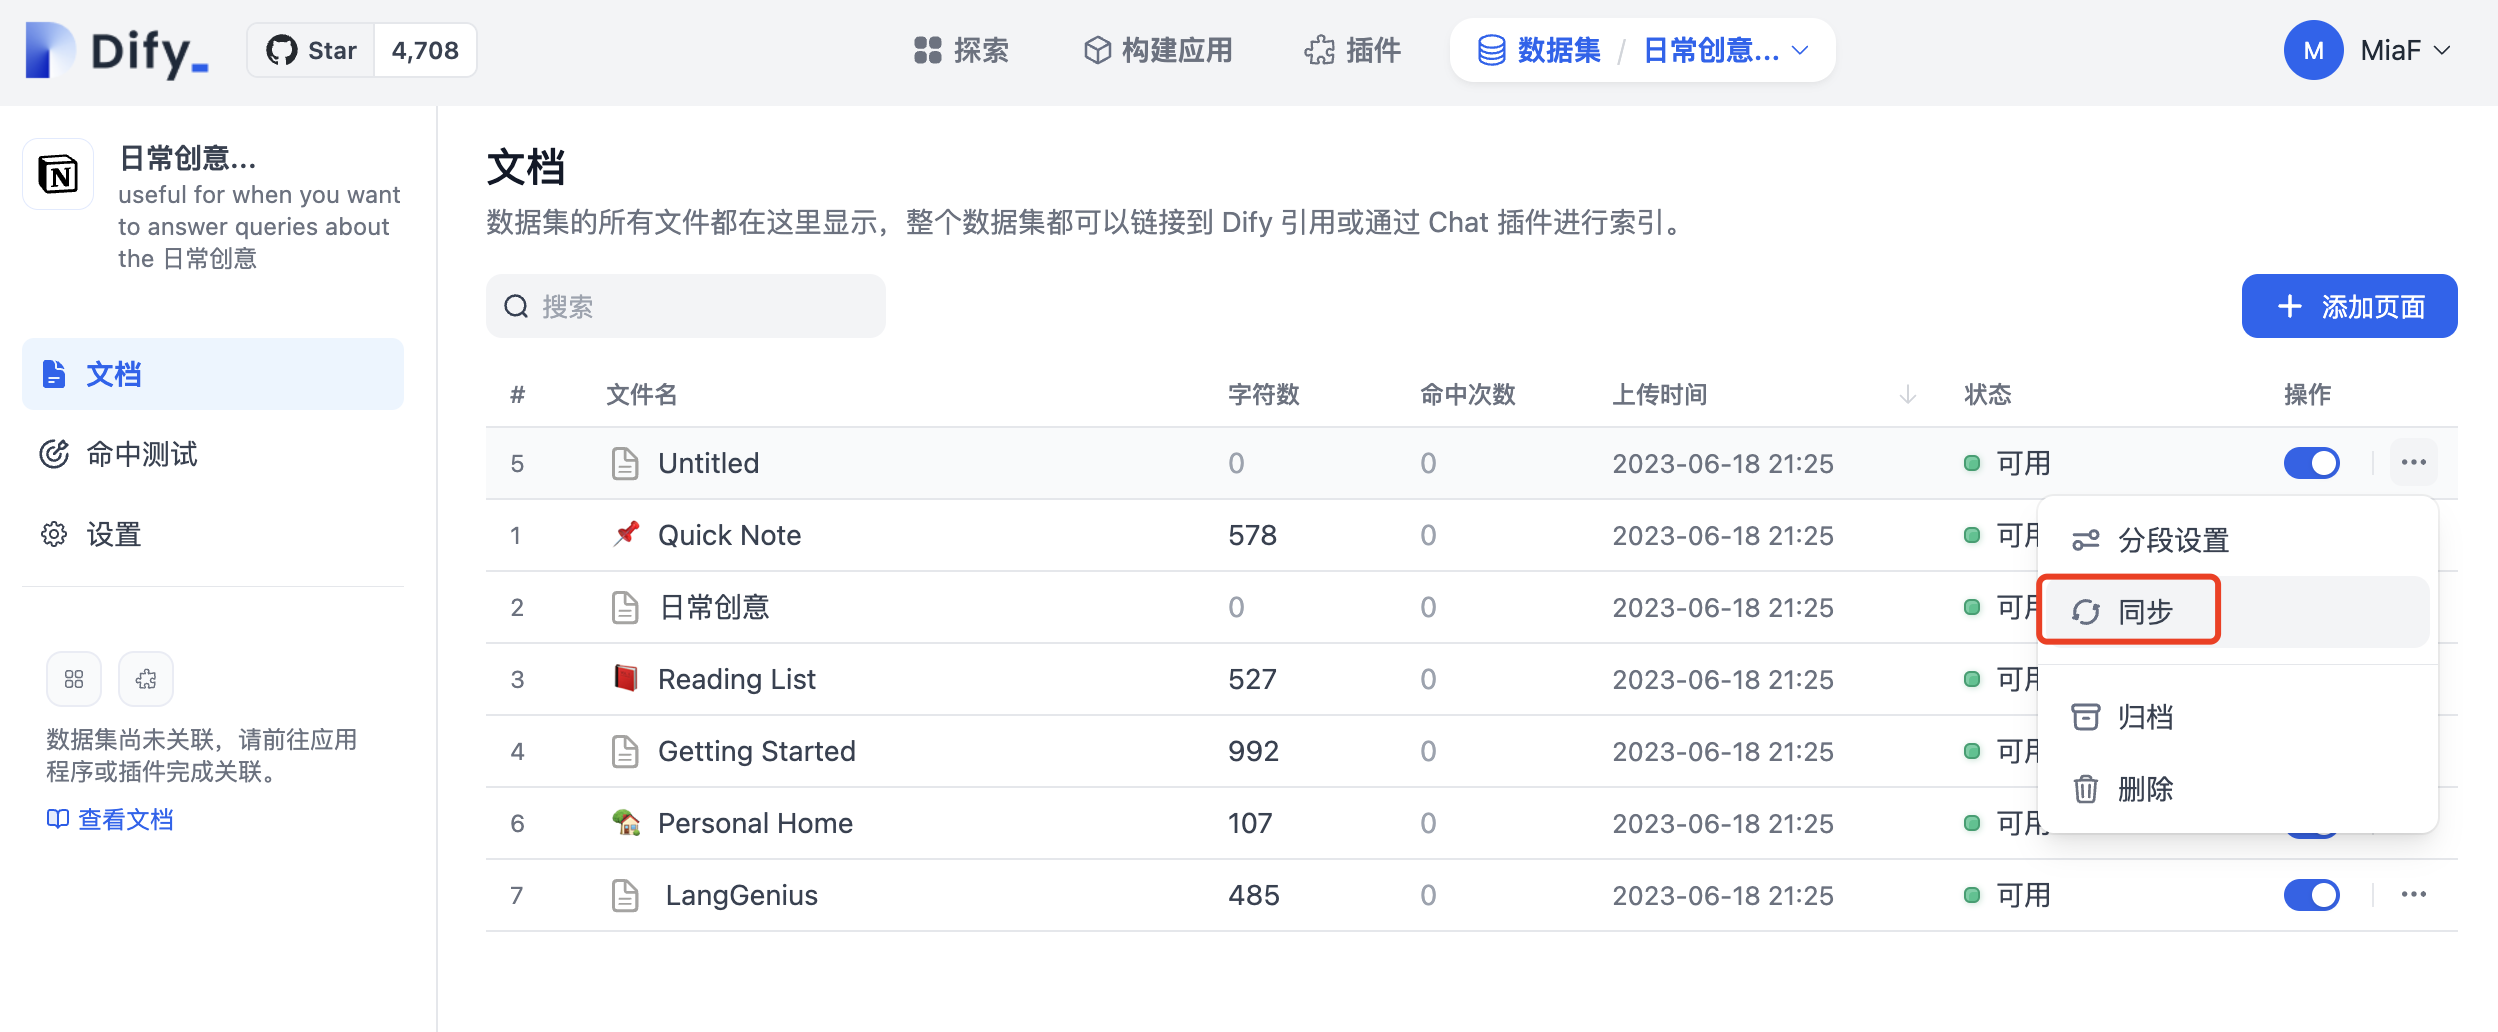 Dify_
Star 4,708
探索
构建应用
插件
数据集 / 日常创意...
M MiaF
日常创意...
useful for when you want
to answer queries about
the 日常创意
文档
命中测试
设置
数据集尚未关联，请前往应用
程序或插件完成关联。
查看文档
文档
数据集的所有文件都在这里显示，整个数据集都可以链接到 Dify 引用或通过 Chat 插件进行索引。
搜索
添加页面
# 文件名 字符数 命中次数 上传时间 状态 操作
5 Untitled 0 0 2023-06-18 21:25 可用
1 Quick Note 578 0 2023-06-18 21:25 可用
2 日常创意 0 0 2023-06-18 21:25 可用
3 Reading List 527 0 2023-06-18 21:25 可用
4 Getting Started 992 0 2023-06-18 21:25 可用
6 Personal Home 107 0 2023-06-18 21:25 可用
7 LangGenius 485 0 2023-06-18 21:25 可用
分段设置
同步
归档
删除